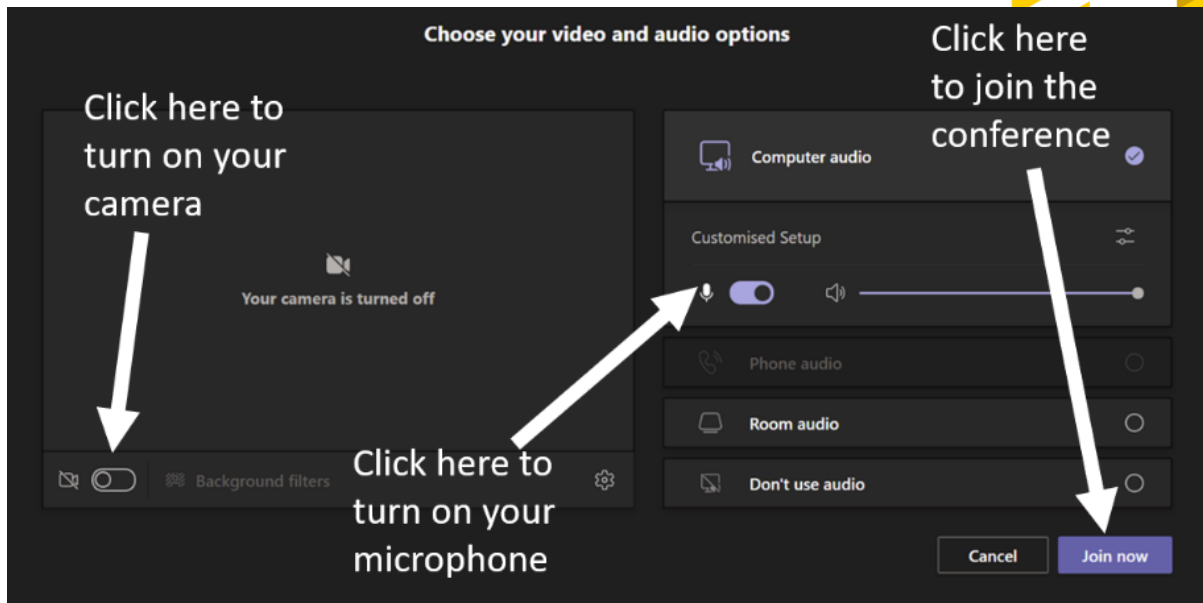 Choose your video and audio options
Click here
to join the
conference
Click here to
turn on your
camera
Computer audio
Customised Setup
Your camera is turned off
Phone audio
Room audio
Click here to
turn on your
microphone
Background filters
Don't use audio
Cancel
Join now